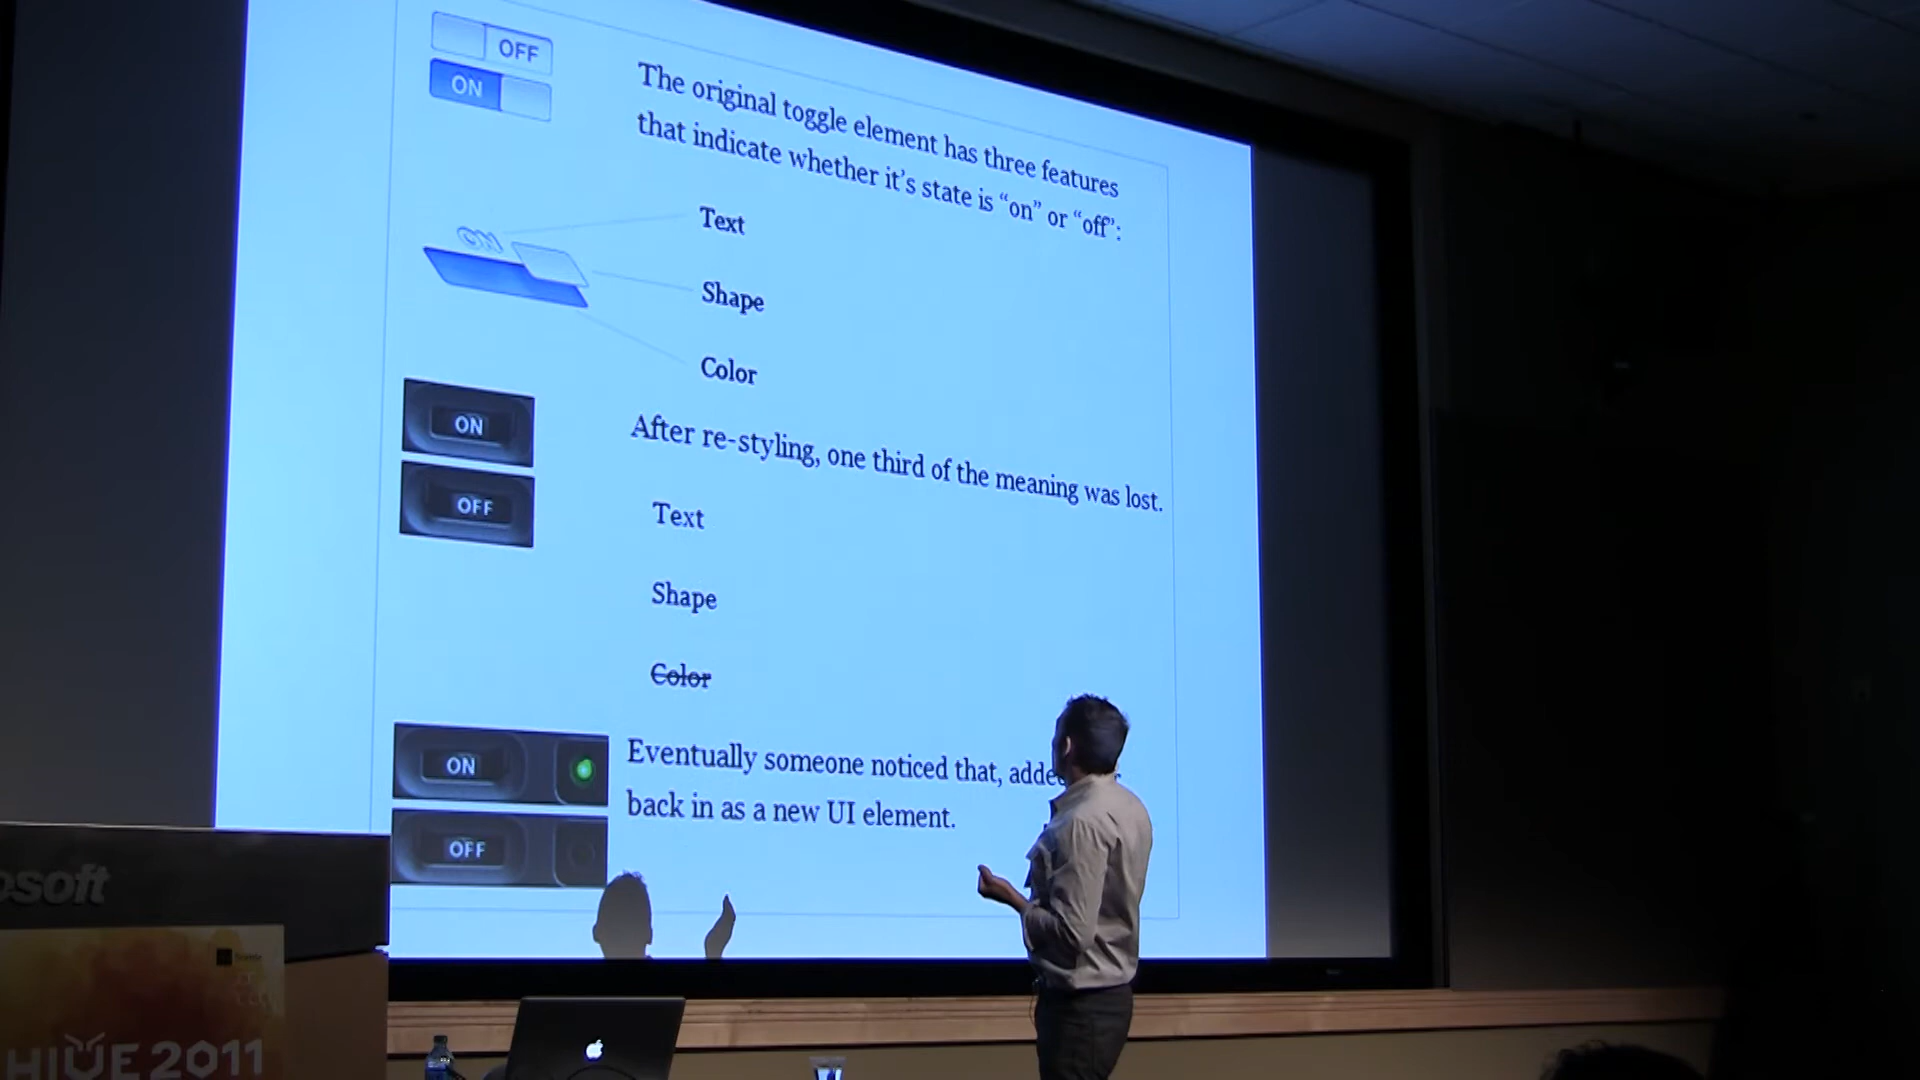 OFF
ON
The original toggle element has three features
that indicate whether it's state is “on” or “off”:
ON
Text
Shape
Color
ON
OFF
After re-styling, one third of the meaning was lost.
Text
Shape
Color
ON
OFF
Eventually someone noticed that, added
back in as a new UI element.
osoft
HIVE 2011